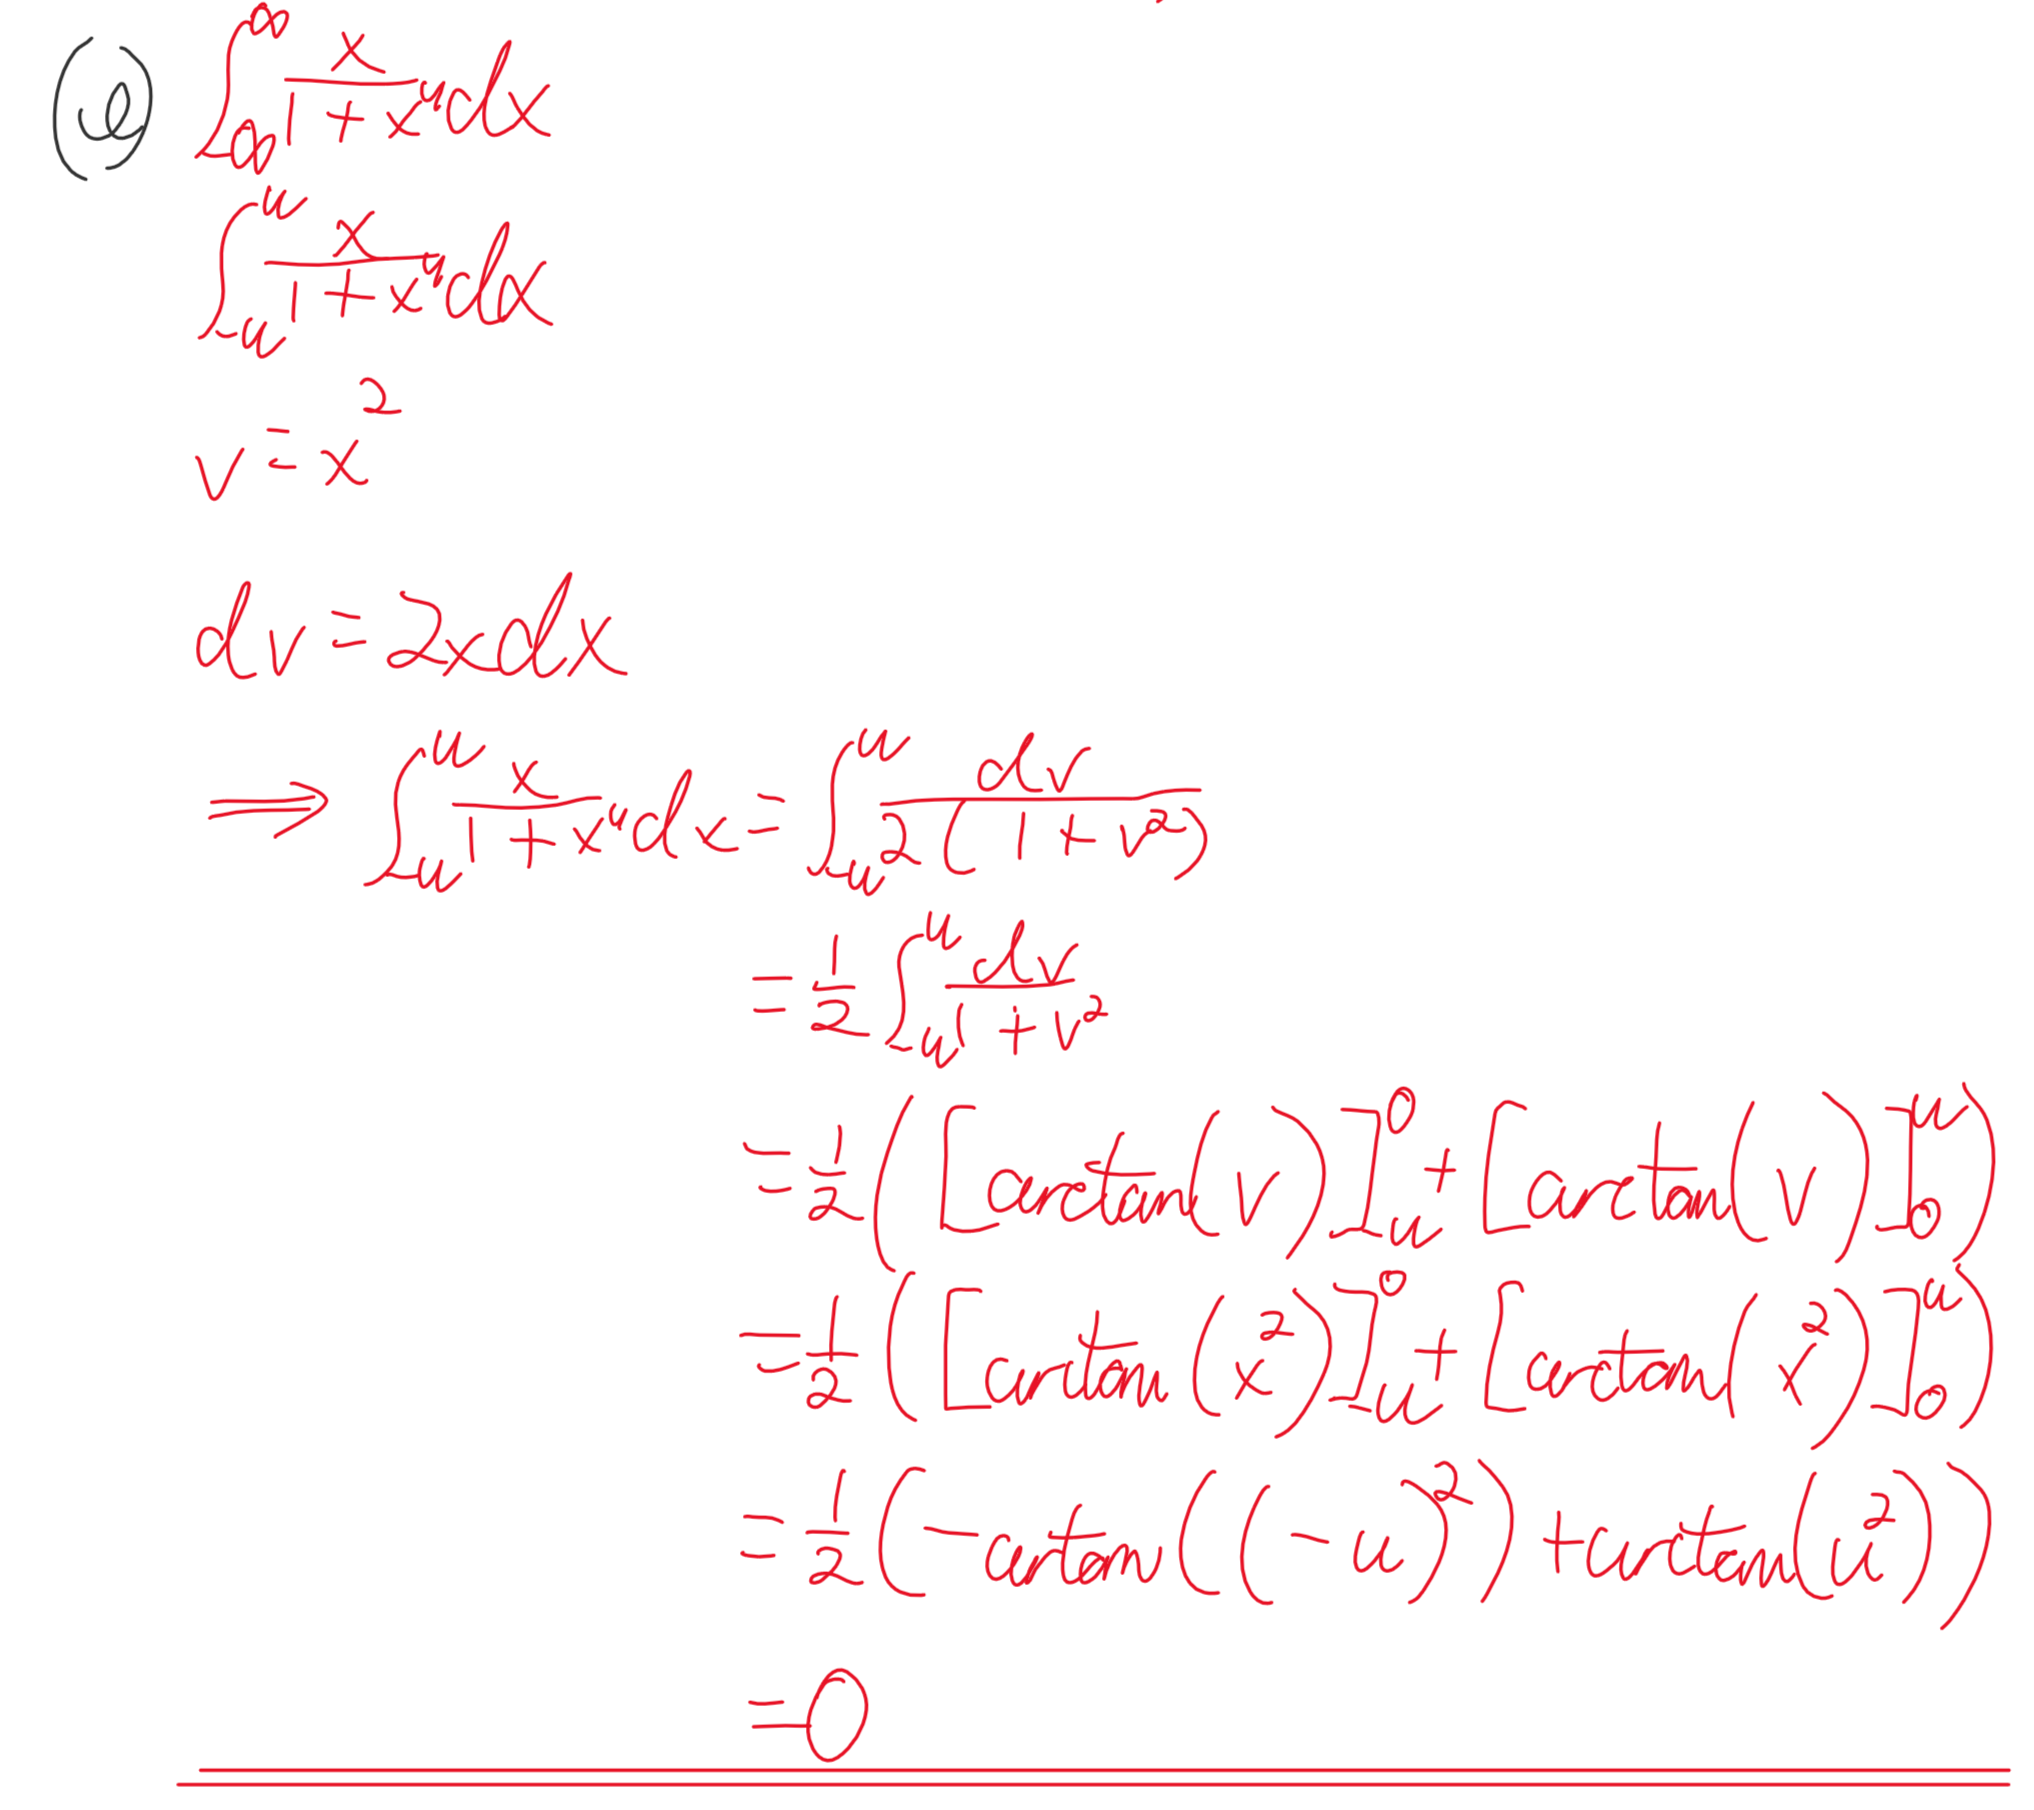 (e) ∫_{-∞}^{∞} x/(1+x⁴) dx
∫_{-u}^{u} x/(1+x⁴) dx
v = x²
dv = 2xdx
⇒ ∫_{-u}^{u} x/(1+x⁴) dx = ∫_{-u}^{u} dv/(2(1+v²))
= 1/2 ∫_{-u}^{u} dv/(1+v²)
= 1/2 ([arctan(v)]_{-u}^{0} + [arctan(v)]_{0}^{u})
= 1/2 ([arctan(x²)]_{-u}^{0} + [arctan(x²)]_{0}^{u})
= 1/2 (-arctan((-u)²) + arctan(u²))
= 0